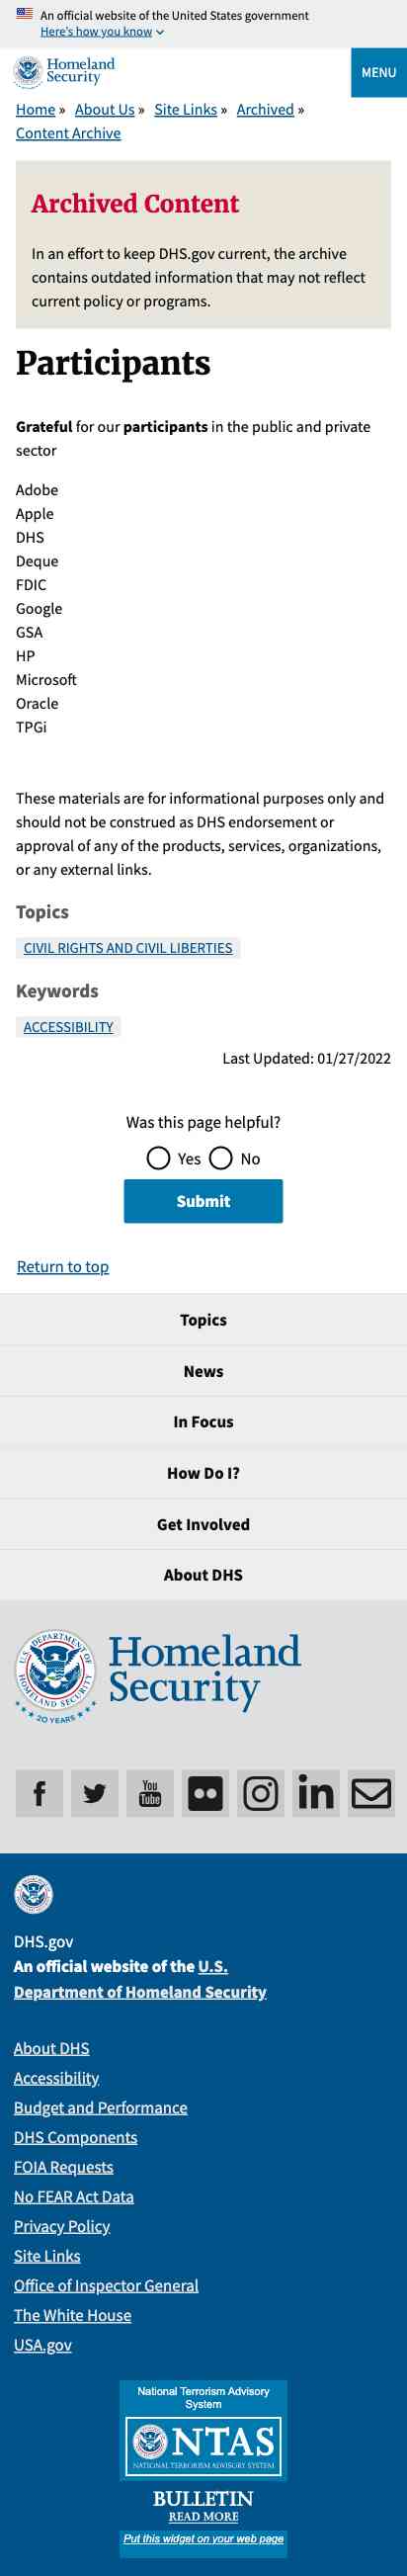 An official website of the United States government
Here's how you know
Homeland
Security
MENU
Home » About Us » Site Links » Archived »
Content Archive
Archived Content
In an effort to keep DHS.gov current, the archive
contains outdated information that may not reflect
current policy or programs.
Participants
Grateful for our participants in the public and private
sector
Adobe
Apple
DHS
Deque
FDIC
Google
GSA
HP
Microsoft
Oracle
TPGi
These materials are for informational purposes only and
should not be construed as DHS endorsement or
approval of any of the products, services, organizations,
or any external links.
Topics
CIVIL RIGHTS AND CIVIL LIBERTIES
Keywords
ACCESSIBILITY
Last Updated: 01/27/2022
Was this page helpful?
Yes No
Submit
Return to top
Topics
News
In Focus
How Do I?
Get Involved
About DHS
U.S. DEPARTMENT OF
HOMELAND SECURITY
20 YEARS
Homeland
Security
You
Tube
DHS.gov
An official website of the U.S.
Department of Homeland Security
About DHS
Accessibility
Budget and Performance
DHS Components
FOIA Requests
No FEAR Act Data
Privacy Policy
Site Links
Office of Inspector General
The White House
USA.gov
National Terrorism Advisory
System
NTAS
NATIONAL TERRORISM ADVISORY SYSTEM
BULLETIN
READ MORE
Put this widget on your web page